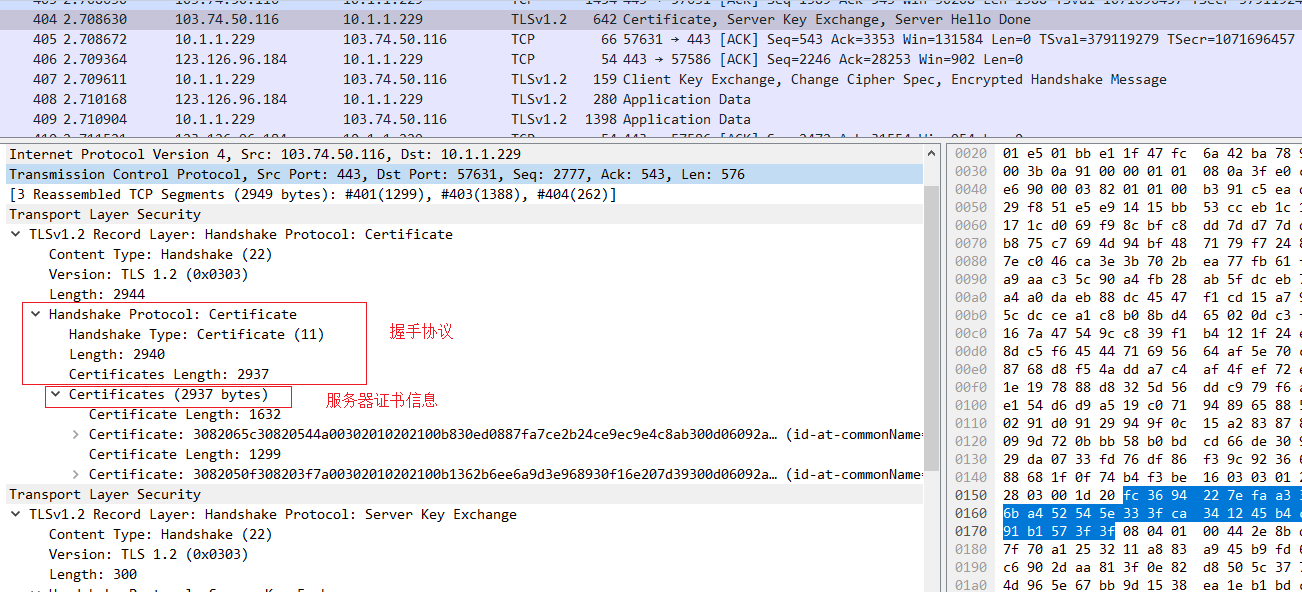 404 2.708630 103.74.50.116 10.1.1.229 TLSv1.2 642 Certificate, Server Key Exchange, Server Hello Done
405 2.708672 10.1.1.229 103.74.50.116 TCP 66 57631 → 443 [ACK] Seq=543 Ack=3353 Win=131584 Len=0 TSval=379119279 TSecr=1071696457
406 2.709364 123.126.96.184 10.1.1.229 TCP 54 443 → 57586 [ACK] Seq=2246 Ack=28253 Win=902 Len=0
407 2.709611 10.1.1.229 103.74.50.116 TLSv1.2 159 Client Key Exchange, Change Cipher Spec, Encrypted Handshake Message
408 2.710168 123.126.96.184 10.1.1.229 TLSv1.2 280 Application Data
409 2.710904 10.1.1.229 103.74.50.116 TLSv1.2 1398 Application Data
Internet Protocol Version 4, Src: 103.74.50.116, Dst: 10.1.1.229
Transmission Control Protocol, Src Port: 443, Dst Port: 57631, Seq: 2777, Ack: 543, Len: 576
[3 Reassembled TCP Segments (2949 bytes): #401(1299), #403(1388), #404(262)]
Transport Layer Security
TLSv1.2 Record Layer: Handshake Protocol: Certificate
Content Type: Handshake (22)
Version: TLS 1.2 (0x0303)
Length: 2944
Handshake Protocol: Certificate
Handshake Type: Certificate (11)
握手协议
Length: 2940
Certificates Length: 2937
Certificates (2937 bytes)
服务器证书信息
Certificate Length: 1632
Certificate: 3082065c30820544a00302010202100b830ed0887fa7ce2b24ce9ec9e4c8ab300d06092a… (id-at-commonName=
Certificate Length: 1299
Certificate: 3082050f308203f7a00302010202100b1362b6ee6a9d3e968930f16e207d39300d06092a… (id-at-commonName=
Transport Layer Security
TLSv1.2 Record Layer: Handshake Protocol: Server Key Exchange
Content Type: Handshake (22)
Version: TLS 1.2 (0x0303)
Length: 300
0020 01 e5 01 bb e1 1f 47 fc 6a 42 ba 78
0030 00 3b 0a 91 00 00 01 01 08 0a 3f e0
0040 e6 90 00 03 82 01 01 00 b3 91 c5 ea
0050 29 f8 51 e5 e9 14 15 bb 53 cc eb 1c
0060 17 1c d0 69 f9 8c bf c8 dd 7d d7 7d
0070 b8 75 c7 69 4d 94 bf 48 71 79 f7 24
0080 7e c0 46 ca 3e 3b 70 2b ea 77 fb 61
0090 a9 aa c3 5c 90 a4 fb 28 ab 5f dc eb
00a0 a4 a0 da eb 88 dc 45 47 f1 cd 15 a7
00b0 5c dc ce a1 c8 b0 8b d4 65 02 0d c3
00c0 16 7a 47 54 9c c8 39 f1 b4 12 1f 24
00d0 8d c5 f6 45 44 71 69 56 64 af 5e 70
00e0 87 68 d8 f5 4a dd a7 c4 af 4f ef 72
00f0 1e 19 78 88 d8 32 5d 56 dd c9 79 f6
0100 e1 54 d6 d9 a5 19 c0 71 94 89 65 88
0110 02 91 d0 91 29 94 9f 0c 15 a2 83 87
0120 09 9d 72 0b bb 58 b0 bd cd 66 de 30
0130 29 da 07 33 fd 76 df 86 f3 9c 92 36
0140 88 68 1f 0f 74 b4 f3 be 16 03 03 01
0150 28 03 00 1d 20 fc 36 94 22 7e fa a3
0160 6b a4 52 54 5e 33 3f ca 34 12 45 b4
0170 91 b1 57 3f 3f 08 04 01 00 44 2e 8b
0180 7f 70 a1 25 32 11 a8 83 a9 45 b9 fd
0190 c6 90 2d aa 81 3f 0e 82 d8 50 5c 37
01a0 4d 96 5e 67 bb 9d 15 38 ea 1e b1 bd